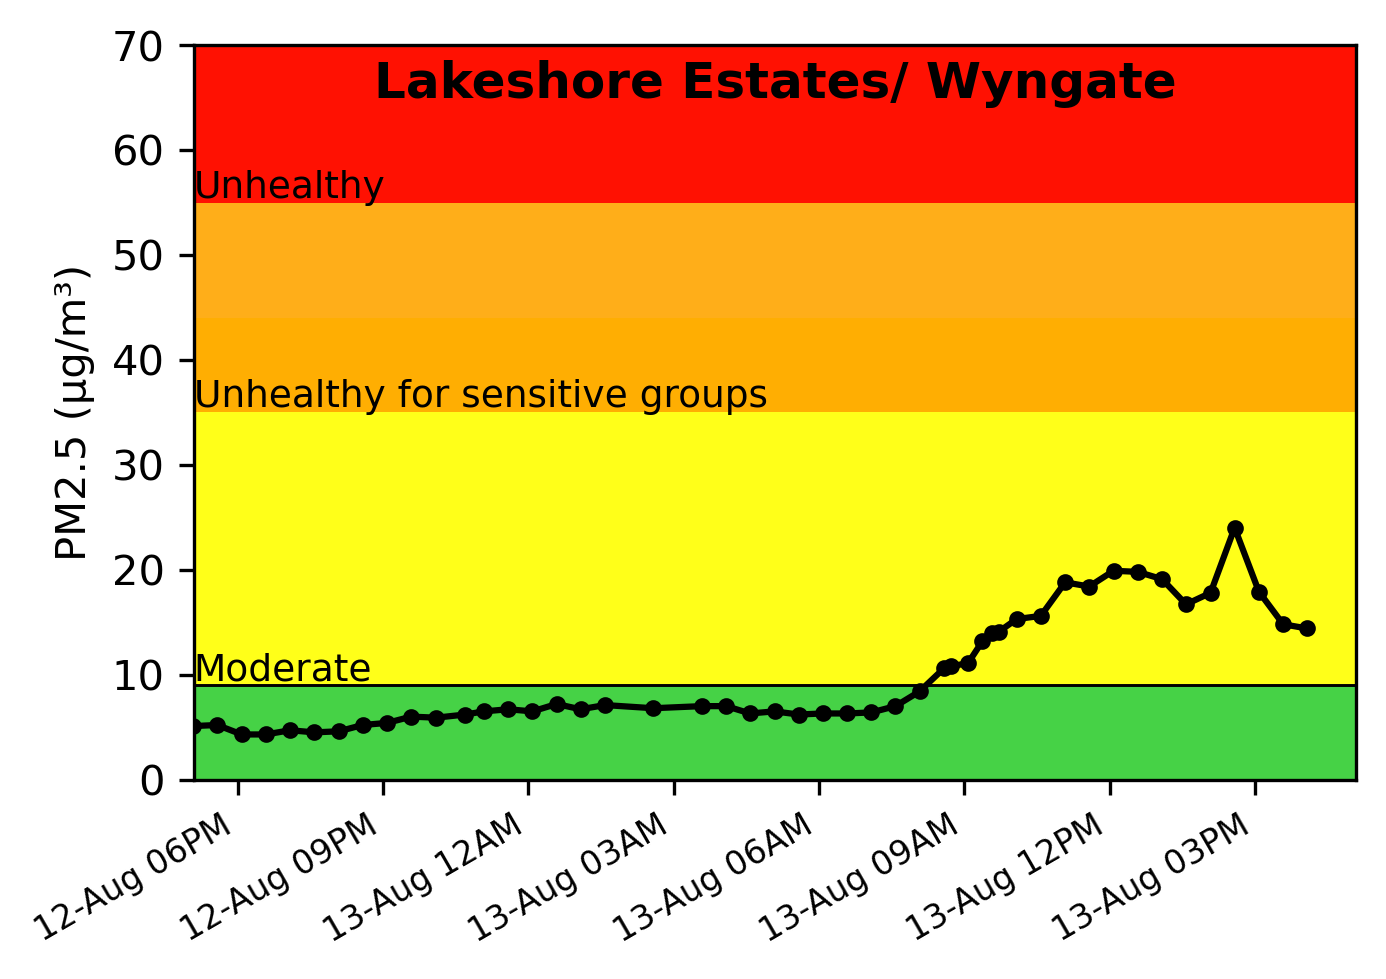 Lakeshore Estates/ Wyngate
70
60
50
40
30
20
10
0
PM2.5 (µg/m³)
Unhealthy
Unhealthy for sensitive groups
Moderate
12-Aug 06PM
12-Aug 09PM
13-Aug 12AM
13-Aug 03AM
13-Aug 06AM
13-Aug 09AM
13-Aug 12PM
13-Aug 03PM